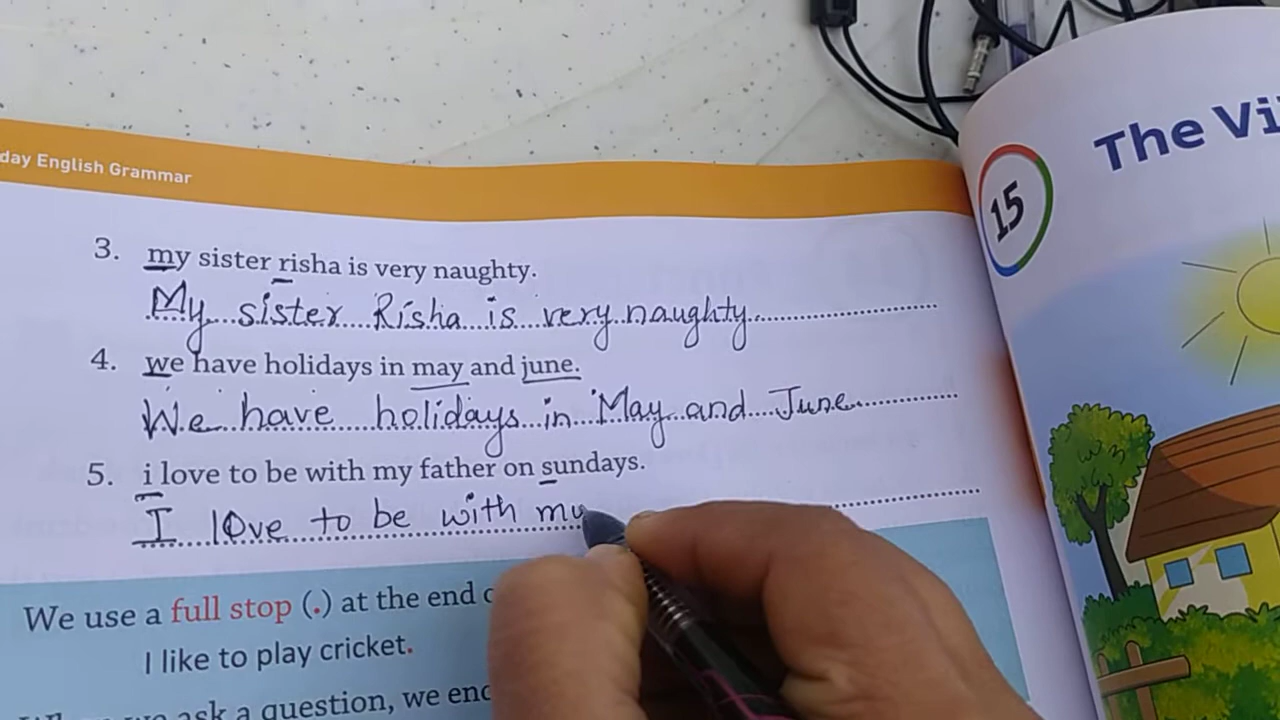 day English Grammar
3. my sister risha is very naughty.
My sister Risha is very naughty.
4. we have holidays in may and june.
We have holidays in May and June
5. i love to be with my father on sundays.
I love to be with my
We use a full stop (.) at the end
I like to play cricket.
ask a question, we
15
The